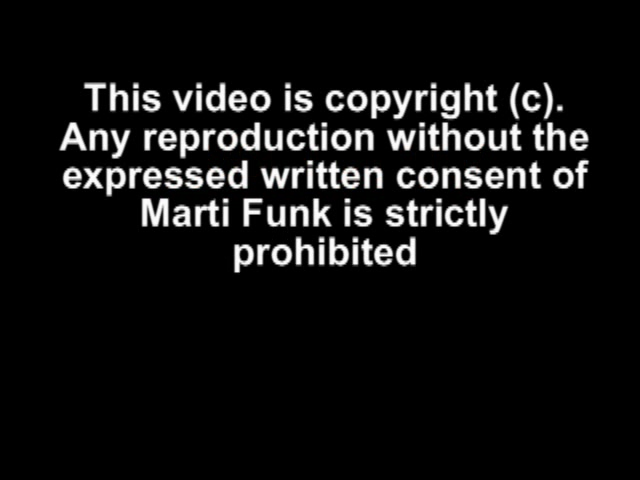 This video is copyright (c).
Any reproduction without the
expressed written consent of
Marti Funk is strictly
prohibited